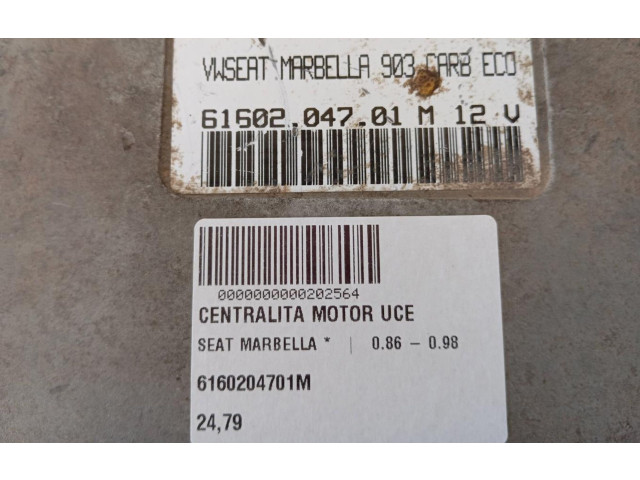 VWSEAT MARBELLA 903 CARB ECO
61602.047.01 M 12 V
0000000000202564
CENTRALITA MOTOR UCE
SEAT MARBELLA * | 0.86 – 0.98
6160204701M
24,79